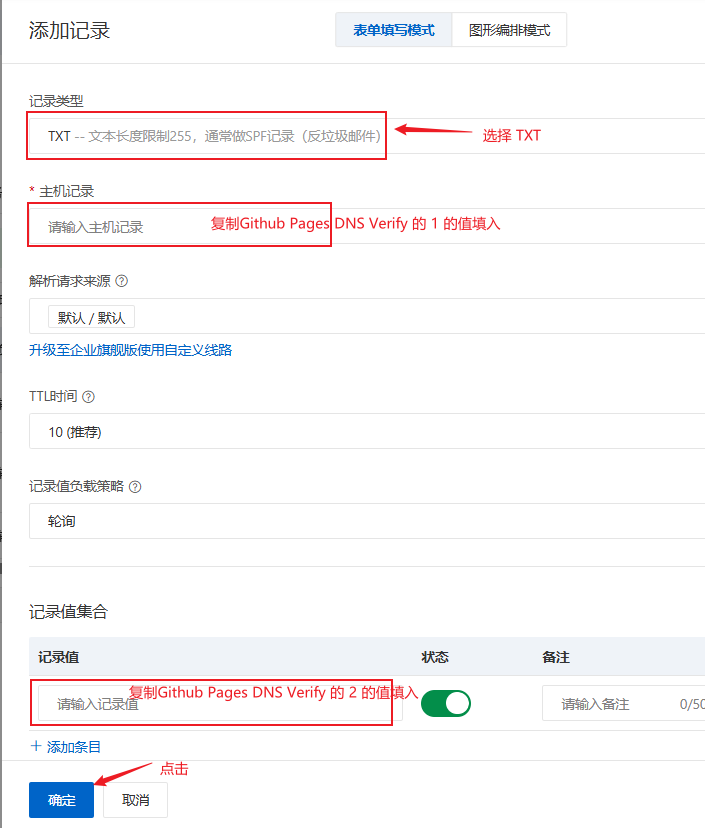 添加记录
表单填写模式
图形编排模式
记录类型
TXT -- 文本长度限制255，通常做SPF记录（反垃圾邮件）
选择 TXT
* 主机记录
请输入主机记录
复制Github Pages DNS Verify 的 1 的值填入
解析请求来源 ?
默认 / 默认
升级至企业旗舰版使用自定义线路
TTL时间 ?
10 (推荐)
记录值负载策略 ?
轮询
记录值集合
记录值
状态
备注
请输入记录值
复制Github Pages DNS Verify 的 2 的值填入
请输入备注
0/50
+ 添加条目
点击
确定
取消